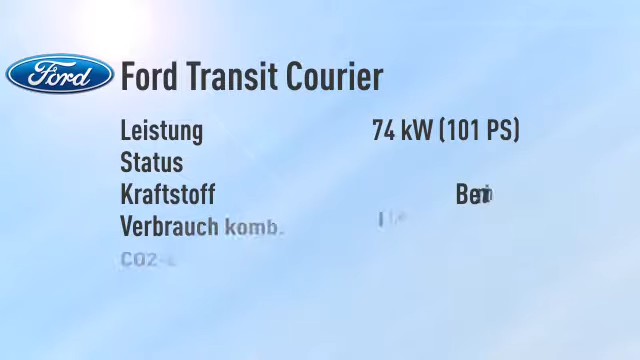 Ford
Ford Transit Courier
Leistung 74 kW (101 PS)
Status
Kraftstoff
Verbrauch komb.